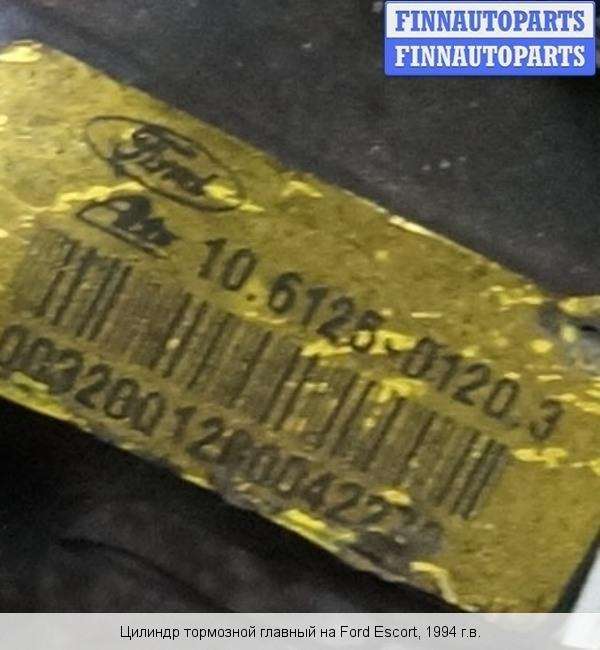 FINNAUTOPARTS
FINNAUTOPARTS
Ford
Ate 10.6125-0120.3
Цилиндр тормозной главный на Ford Escort, 1994 г.в.